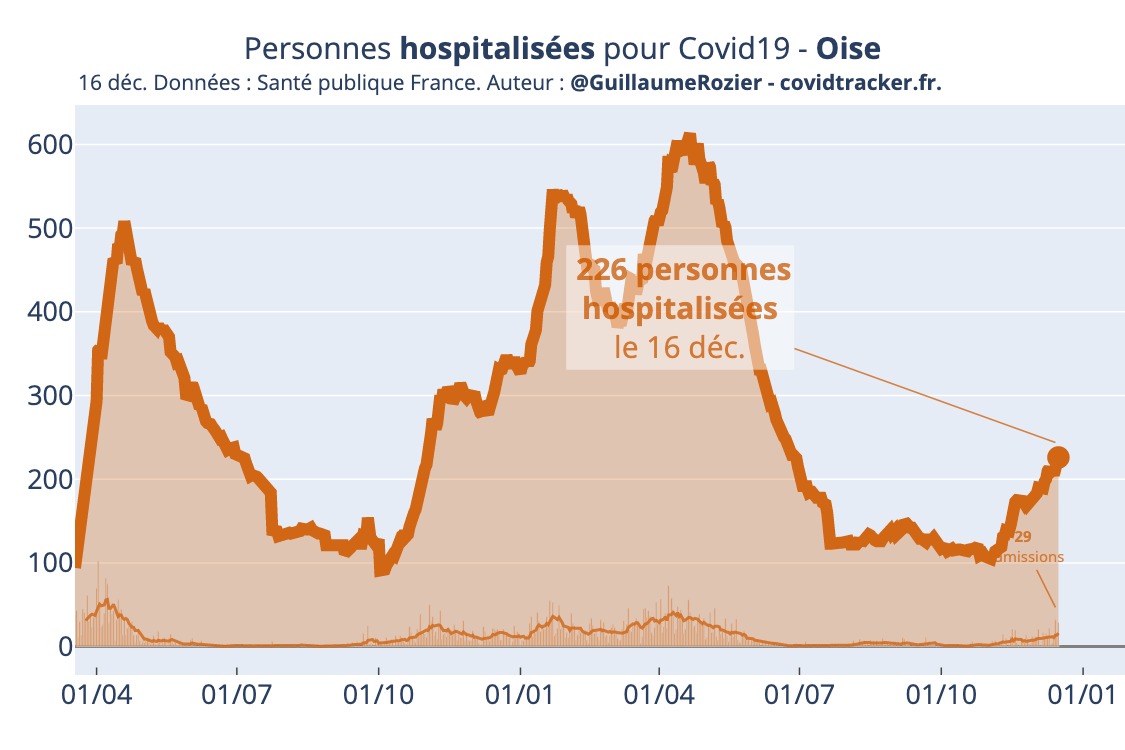 Personnes hospitalisées pour Covid19 - Oise
16 déc. Données : Santé publique France. Auteur : @GuillaumeRozier - covidtracker.fr.
600
500
400
300
200
100
0
226 personnes
hospitalisées
le 16 déc.
29
admissions
01/04
01/07
01/10
01/01
01/04
01/07
01/10
01/01